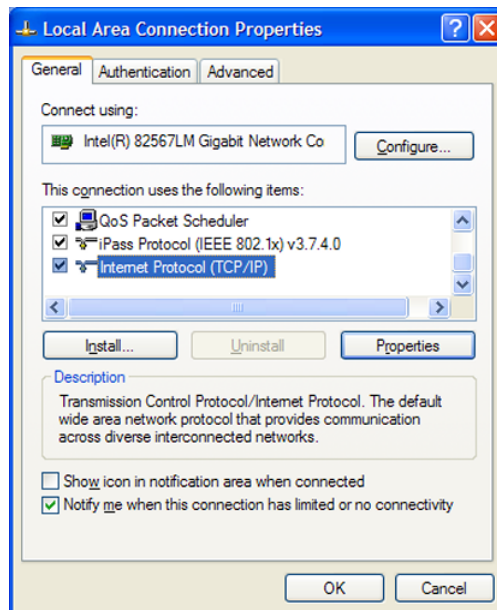 Local Area Connection Properties
General
Authentication
Advanced
Connect using:
Intel(R) 82567LM Gigabit Network Co
Configure...
This connection uses the following items:
QoS Packet Scheduler
iPass Protocol (IEEE 802.1x) v3.7.4.0
Internet Protocol (TCP/IP)
Install...
Uninstall
Properties
Description
Transmission Control Protocol/Internet Protocol. The default
wide area network protocol that provides communication
across diverse interconnected networks.
Show icon in notification area when connected
Notify me when this connection has limited or no connectivity
OK
Cancel